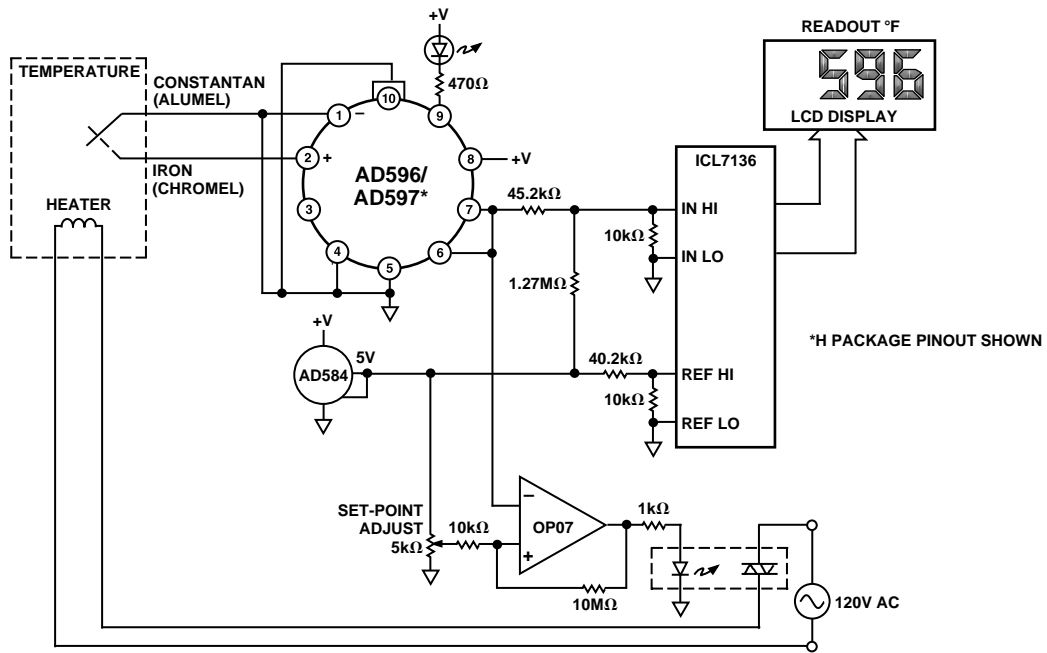 READOUT °F
596
LCD DISPLAY
+V
470Ω
TEMPERATURE
CONSTANTAN
(ALUMEL)
IRON
(CHROMEL)
HEATER
1
–
2
+
3
4
5
6
7
8
9
10
AD596/
AD597*
+V
45.2kΩ
ICL7136
IN HI
10kΩ
IN LO
1.27MΩ
*H PACKAGE PINOUT SHOWN
+V
AD584
5V
40.2kΩ
REF HI
10kΩ
REF LO
SET-POINT
ADJUST
5kΩ
10kΩ
–
+
OP07
10MΩ
1kΩ
120V AC